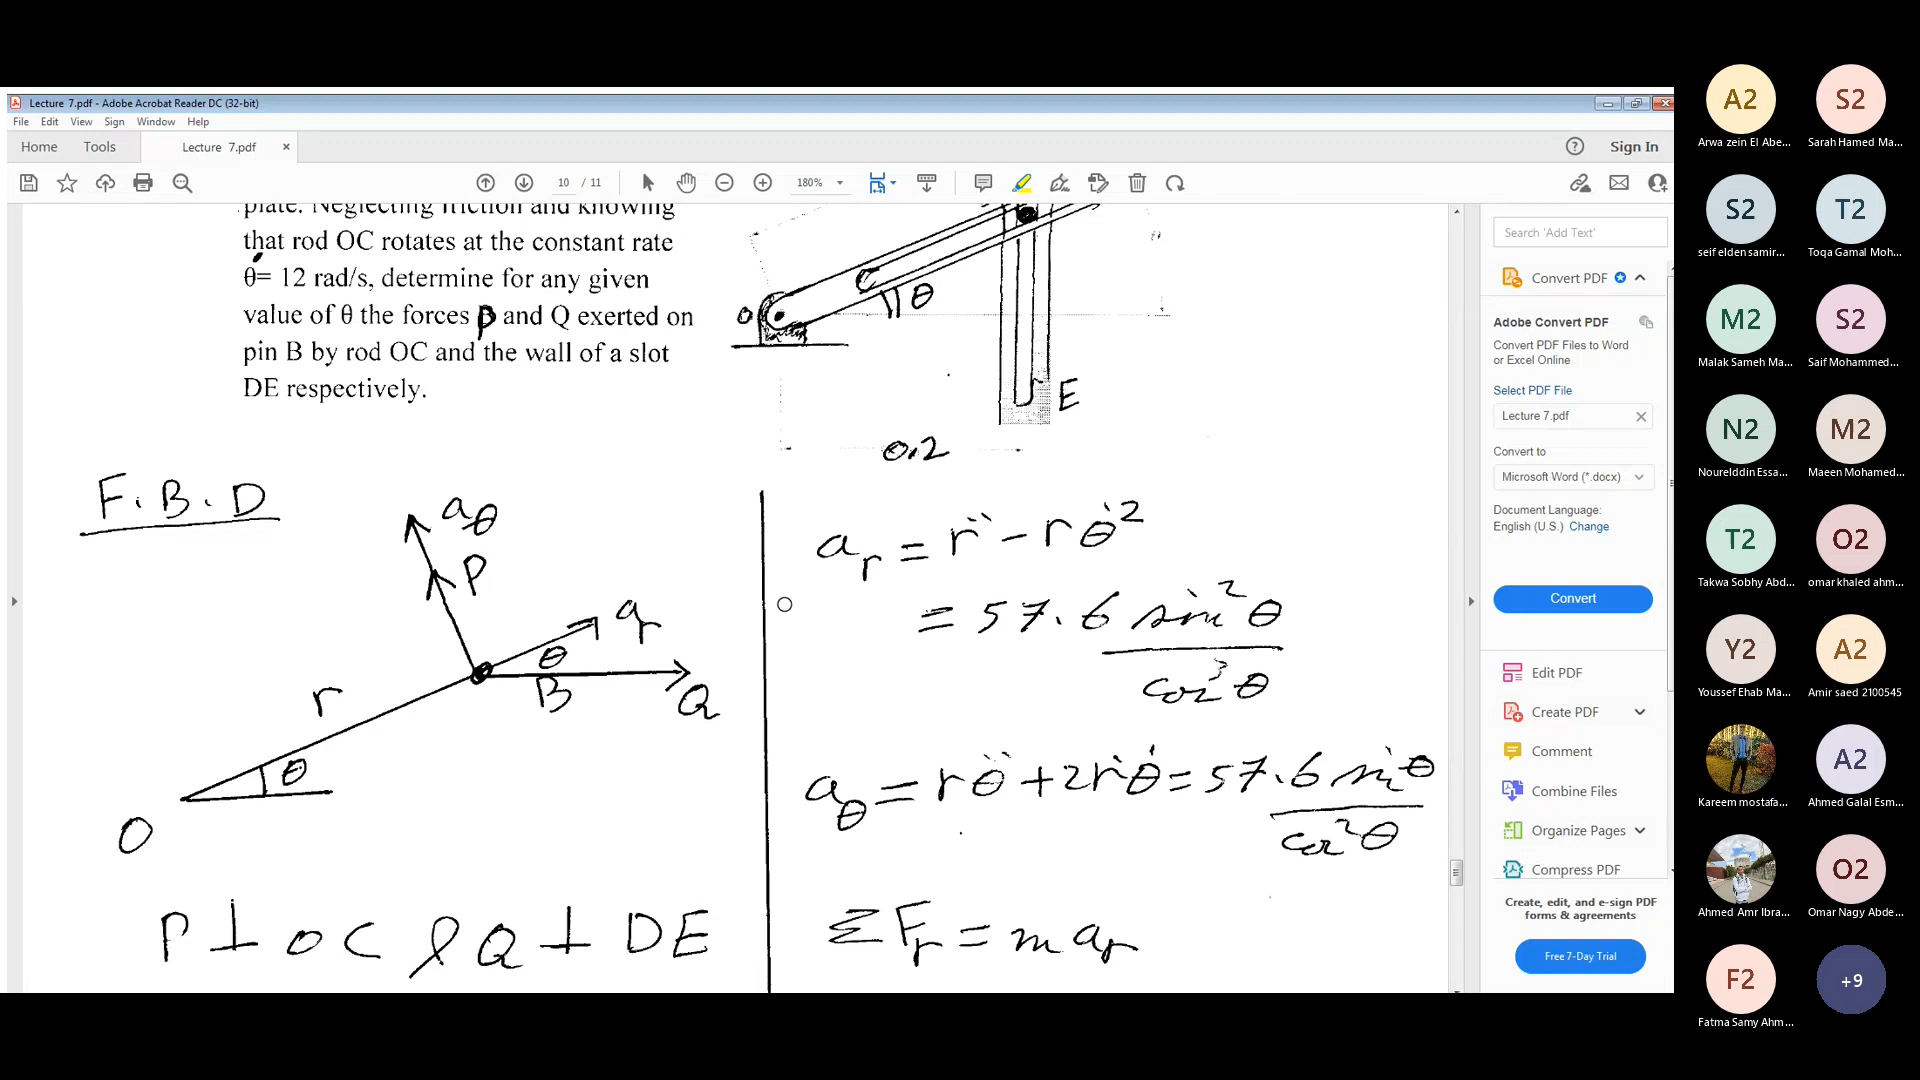 Lecture 7.pdf - Adobe Acrobat Reader DC (32-bit)
File Edit View Sign Window Help
Home Tools Lecture 7.pdf × Sign In
10 / 11 180%
plate. Neglecting friction and knowing
that rod OC rotates at the constant rate
θ̇= 12 rad/s, determine for any given
value of θ the forces P and Q exerted on
pin B by rod OC and the wall of a slot
DE respectively.
O θ
E
0.2
F.B.D
aθ
P
ar
θ
B
Q
r
θ
O
P ⊥ OC & Q ⊥ DE
ar = r̈ - rθ̇²
= 57.6 sin²θ / cos³θ
aθ = rθ̈ + 2ṙθ̇ = 57.6 sinθ / cos²θ
ΣFr = m ar
Search 'Add Text'
Convert PDF
Adobe Convert PDF
Convert PDF Files to Word
or Excel Online
Select PDF File
Lecture 7.pdf
Convert to
Microsoft Word (*.docx)
Document Language:
English (U.S.) Change
Convert
Edit PDF
Create PDF
Comment
Combine Files
Organize Pages
Compress PDF
Create, edit, and e-sign PDF
forms & agreements
Free 7-Day Trial
A2 S2
Arwa zein El Abe... Sarah Hamed Ma...
S2 T2
seif elden samir... Toqa Gamal Moh...
M2 S2
Malak Sameh Ma... Saif Mohammed...
N2 M2
Nourelddin Essa... Maeen Mohamed...
T2 O2
Takwa Sobhy Abd... omar khaled ahm...
Y2 A2
Youssef Ehab Ma... Amir saed 2100545
A2
Kareem mostafa... Ahmed Galal Esm...
O2
Ahmed Amr Ibra... Omar Nagy Abde...
F2 +9
Fatma Samy Ahm...